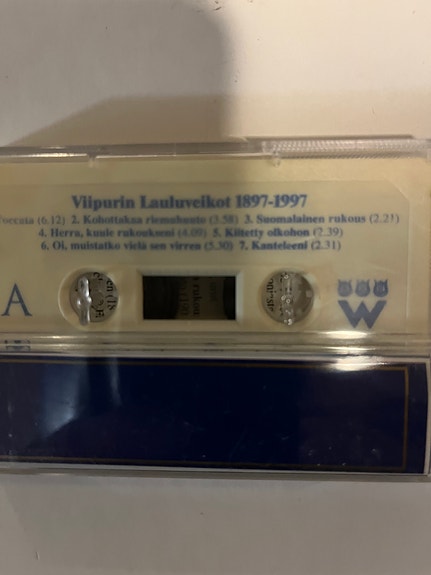 Viipurin Lauluveikot 1897-1997
Toccata (6.12) 2. Kohottakaa riemuhuuto (3.58) 3. Suomalainen rukous (2.21)
4. Herra, kuule rukoukseni (4.09) 5. Kiitetty olkohon (2.39)
6. Oi, muistatko vielä sen virren (5.30) 7. Kanteleeni (2.31)
A
W